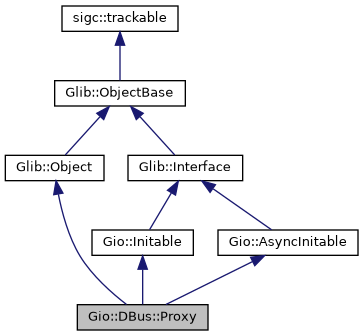 sigc::trackable
Glib::ObjectBase
Glib::Object
Glib::Interface
Gio::Initable
Gio::AsyncInitable
Gio::DBus::Proxy